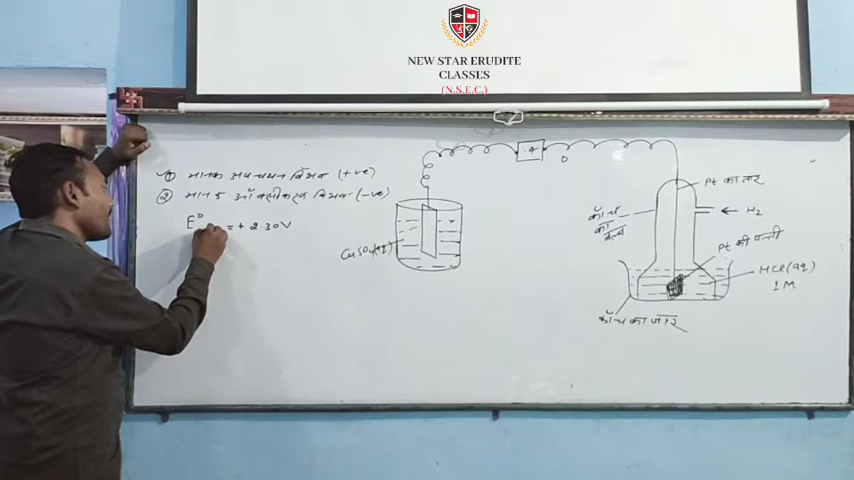 NEW STAR ERUDITE
CLASSES
(N.S.E.C.)
① मानक अपचयन विभव (+ve)
② मानक ऑक्सीकरण विभव (-ve)
E° = + 2 30V
CuSO₄(aq)
A
Pt का तार
काँच
का
H₂
Pt की पत्ती
HCl(aq)
1M
काँच का जार